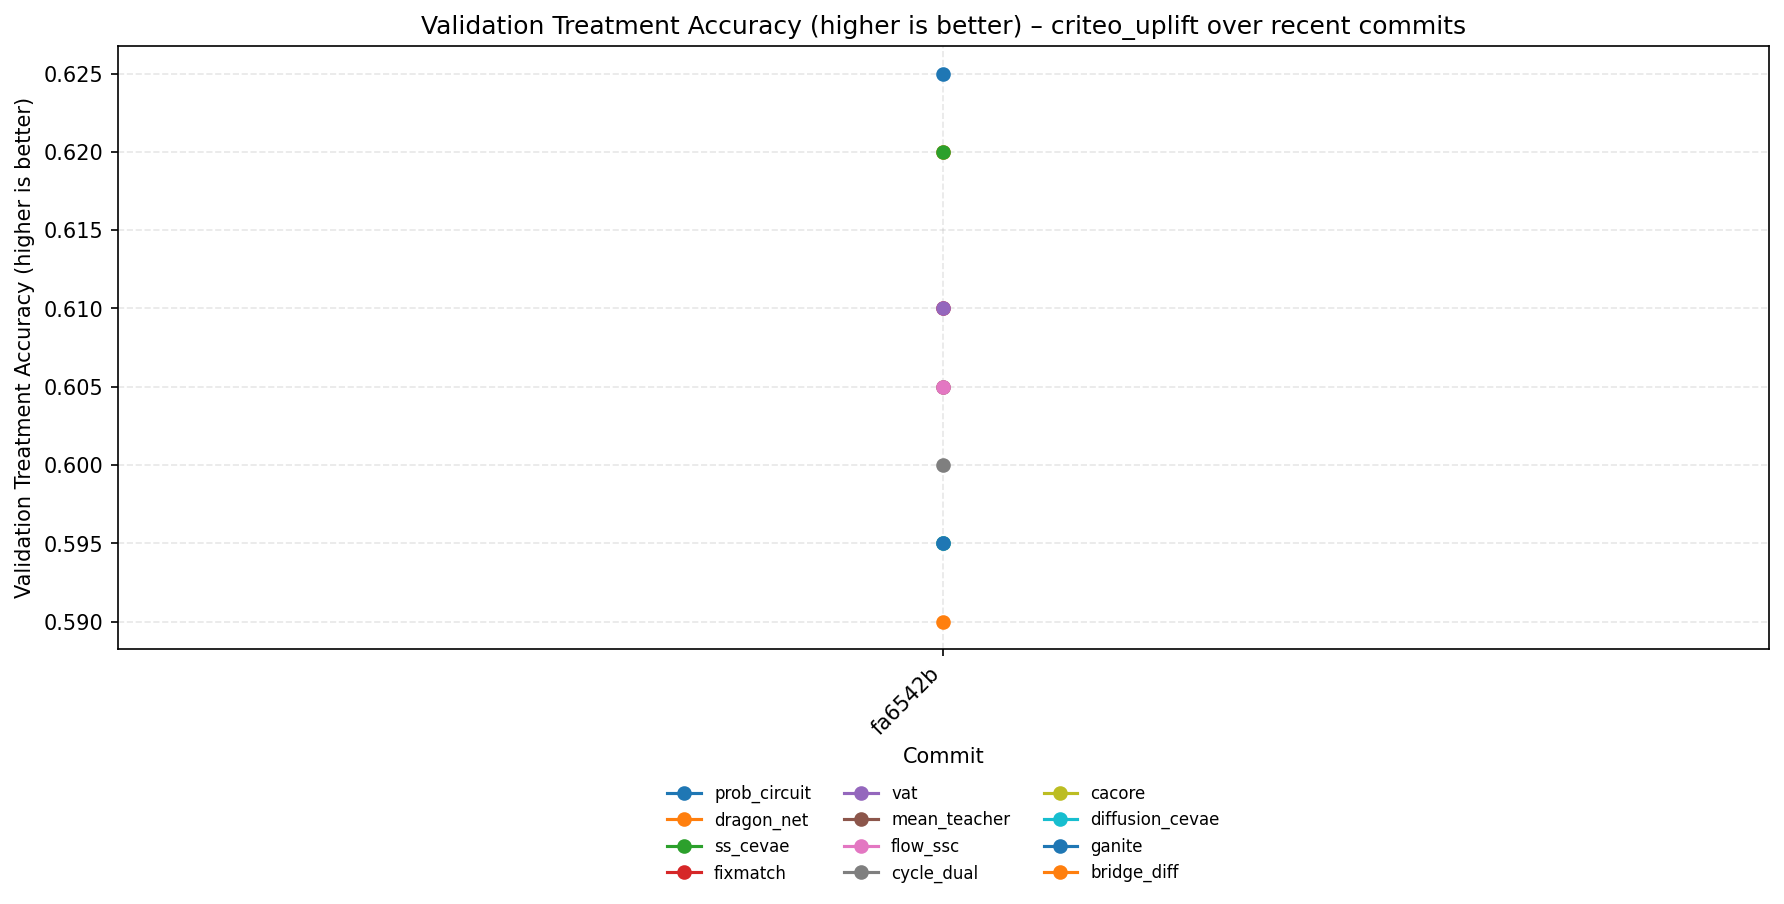 Validation Treatment Accuracy (higher is better) – criteo_uplift over recent commits
Validation Treatment Accuracy (higher is better)
0.625
0.620
0.615
0.610
0.605
0.600
0.595
0.590
fa6542b
Commit
prob_circuit
dragon_net
ss_cevae
fixmatch
vat
mean_teacher
flow_ssc
cycle_dual
cacore
diffusion_cevae
ganite
bridge_diff